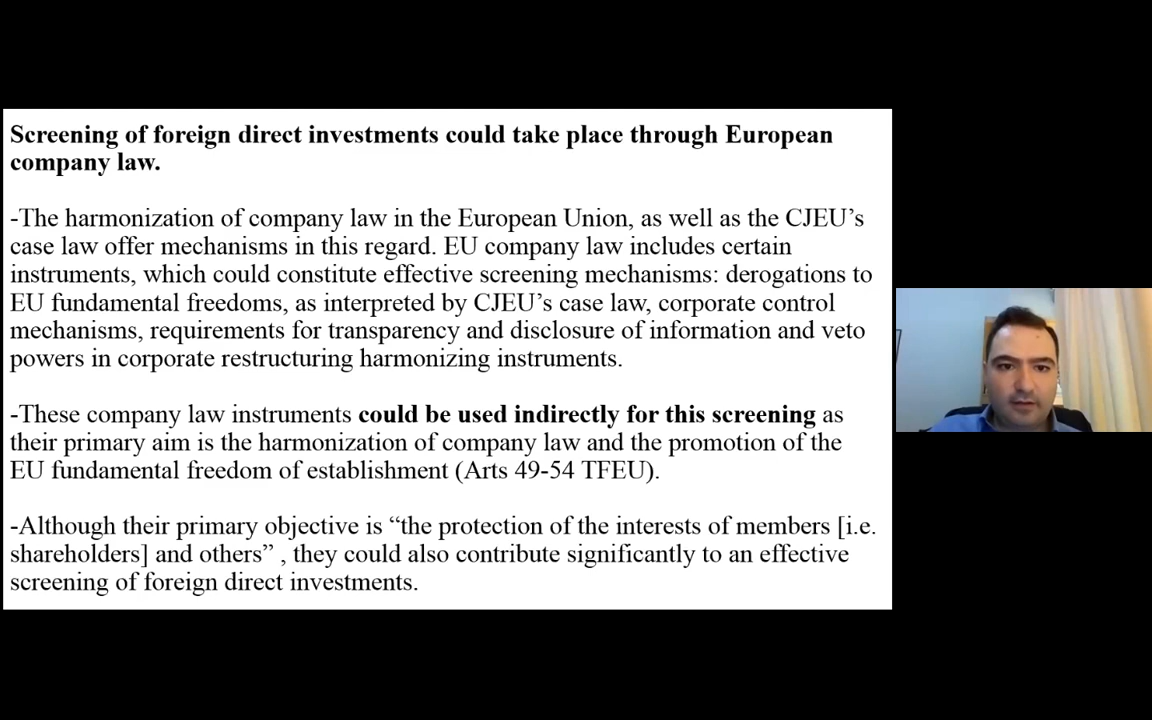 Screening of foreign direct investments could take place through European
company law.
-The harmonization of company law in the European Union, as well as the CJEU’s
case law offer mechanisms in this regard. EU company law includes certain
instruments, which could constitute effective screening mechanisms: derogations to
EU fundamental freedoms, as interpreted by CJEU’s case law, corporate control
mechanisms, requirements for transparency and disclosure of information and veto
powers in corporate restructuring harmonizing instruments.
-These company law instruments could be used indirectly for this screening as
their primary aim is the harmonization of company law and the promotion of the
EU fundamental freedom of establishment (Arts 49-54 TFEU).
-Although their primary objective is “the protection of the interests of members [i.e.
shareholders] and others” , they could also contribute significantly to an effective
screening of foreign direct investments.